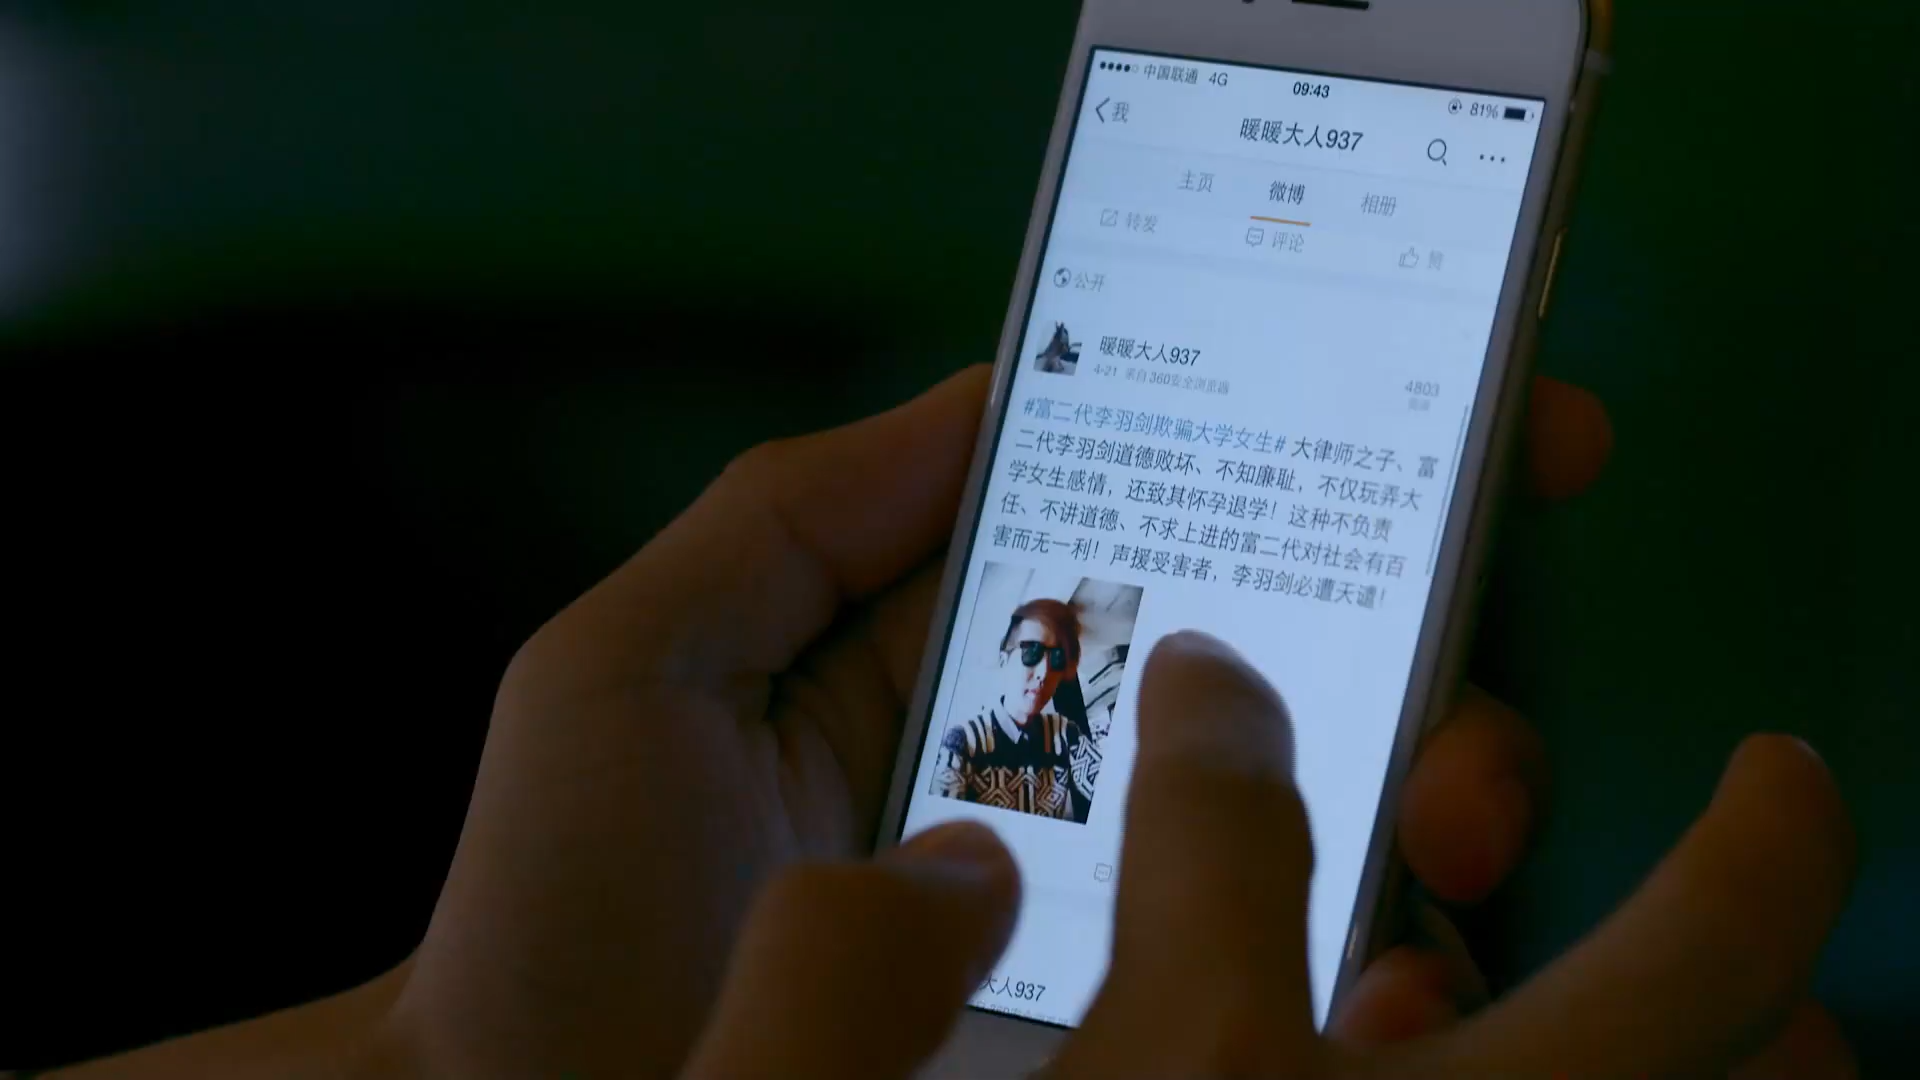 中国联通 4G 09:43 81%
我 暖暖大人937
主页 微博 相册
转发 评论 赞
公开
暖暖大人937
4-21 来自360安全浏览器 4803
#富二代李羽剑欺骗大学女生# 大律师之子、富
二代李羽剑道德败坏、不知廉耻，不仅玩弄大
学女生感情，还致其怀孕退学！这种不负责
任、不讲道德、不求上进的富二代对社会有百
害而无一利！声援受害者，李羽剑必遭天谴！
大人937